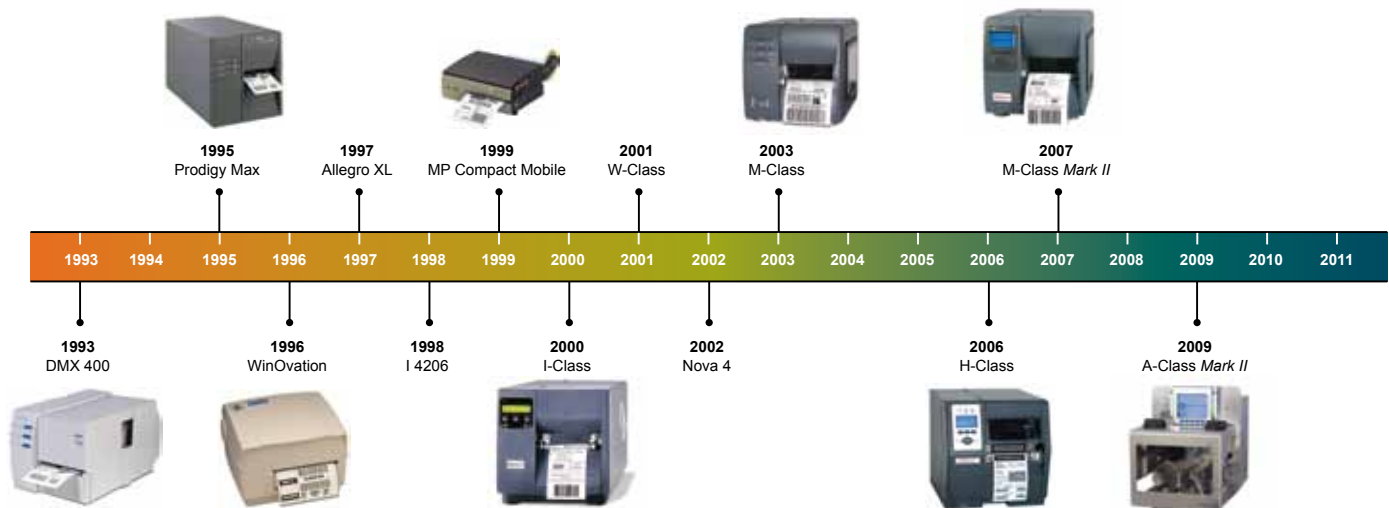 1995
Prodigy Max
1997
Allegro XL
1999
MP Compact Mobile
2001
W-Class
2003
M-Class
2007
M-Class Mark II
1993 1994 1995 1996 1997 1998 1999 2000 2001 2002 2003 2004 2005 2006 2007 2008 2009 2010 2011
1993
DMX 400
1996
WinOvation
1998
I 4206
2000
I-Class
2002
Nova 4
2006
H-Class
2009
A-Class Mark II